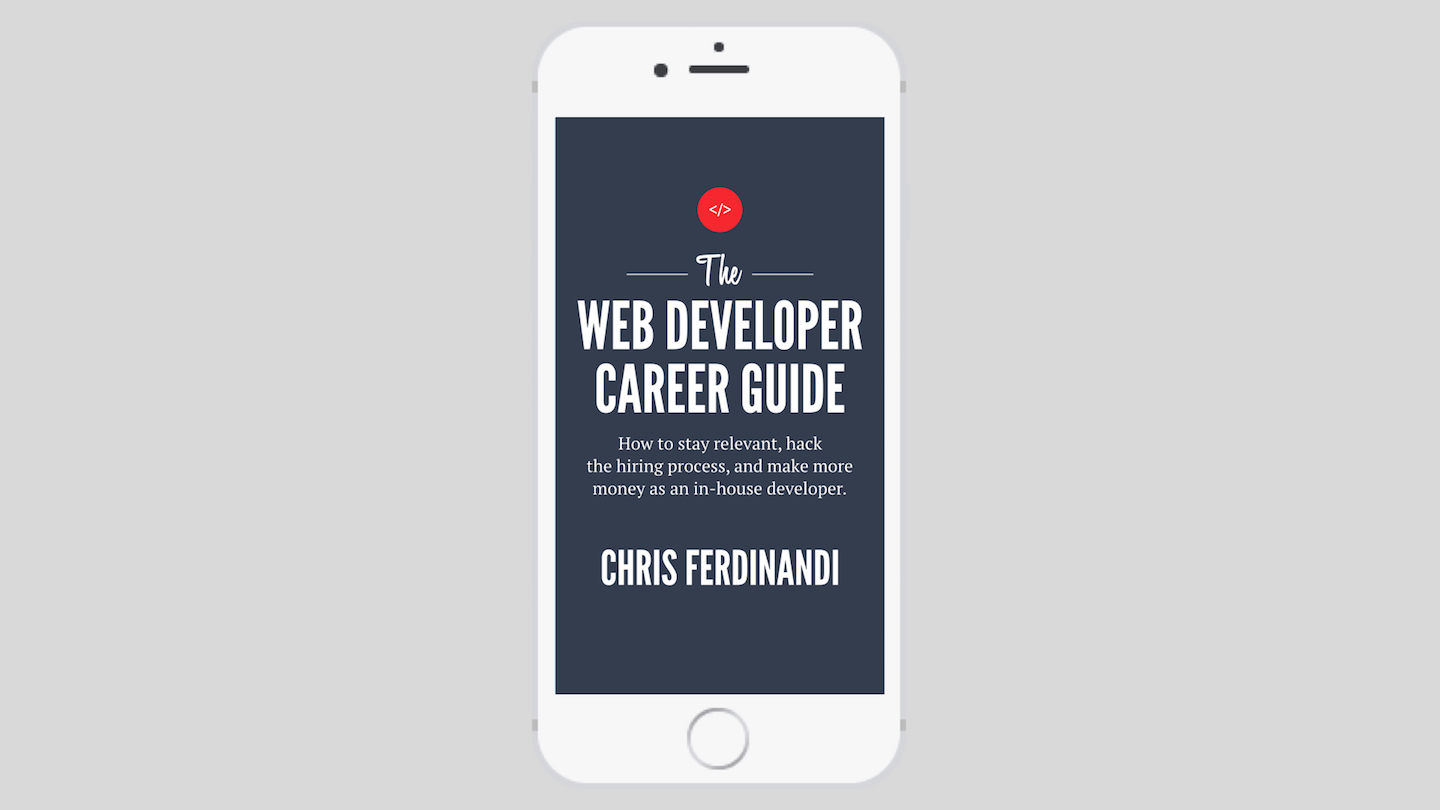 </>
The
WEB DEVELOPER
CAREER GUIDE
How to stay relevant, hack
the hiring process, and make more
money as an in-house developer.
CHRIS FERDINANDI